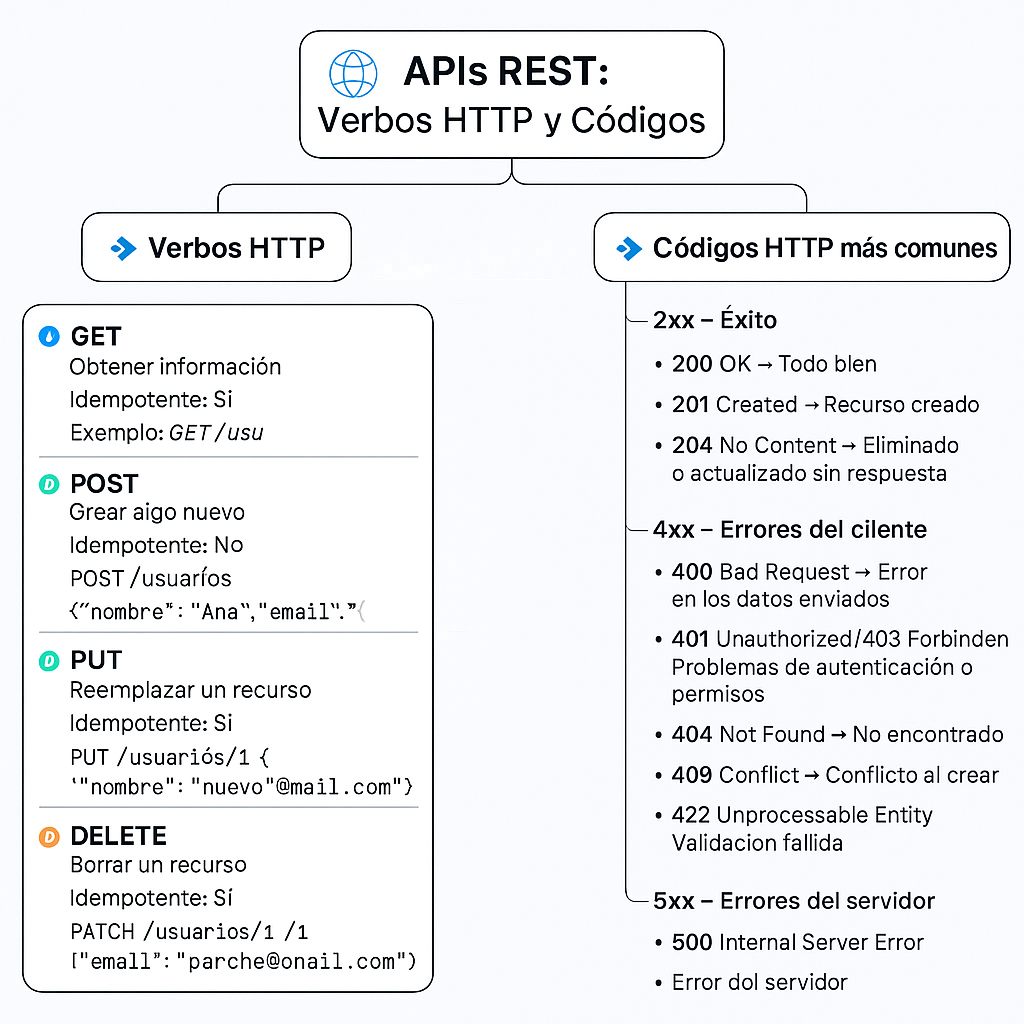 APIs REST:
Verbos HTTP y Códigos
Verbos HTTP
GET
Obtener información
Idempotente: Si
Exemplo: GET /usu
POST
Grear aigo nuevo
Idempotente: No
POST /usuaríos
{"nombre": "Ana","email"."{
PUT
Reemplazar un recurso
Idempotente: Si
PUT /usuariós/1 {
'"nombre": "nuevo"@mail.com"}
DELETE
Borrar un recurso
Idempotente: Sí
PATCH /usuarios/1 /1
["emall": "parche@onail.com")
Códigos HTTP más comunes
2xx – Éxito
• 200 OK → Todo blen
• 201 Created → Recurso creado
• 204 No Content → Eliminado
o actualizado sin respuesta
4xx – Errores del cilente
• 400 Bad Request → Error
en los datos enviados
• 401 Unauthorized/403 Forbinden
Problemas de autenticación o
permisos
• 404 Not Found → No encontrado
• 409 Conflict → Conflicto al crear
• 422 Unprocessable Entity
Validacion fallida
5xx – Errores del servidor
• 500 Internal Server Error
• Error dol servidor